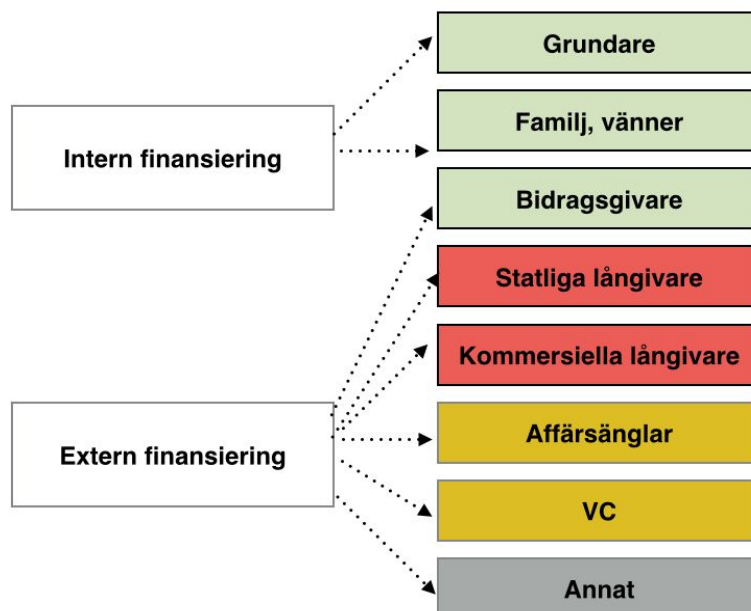 Grundare
Familj, vänner
Intern finansiering
Bidragsgivare
Statliga långivare
Kommersiella långivare
Extern finansiering
Affärsänglar
VC
Annat